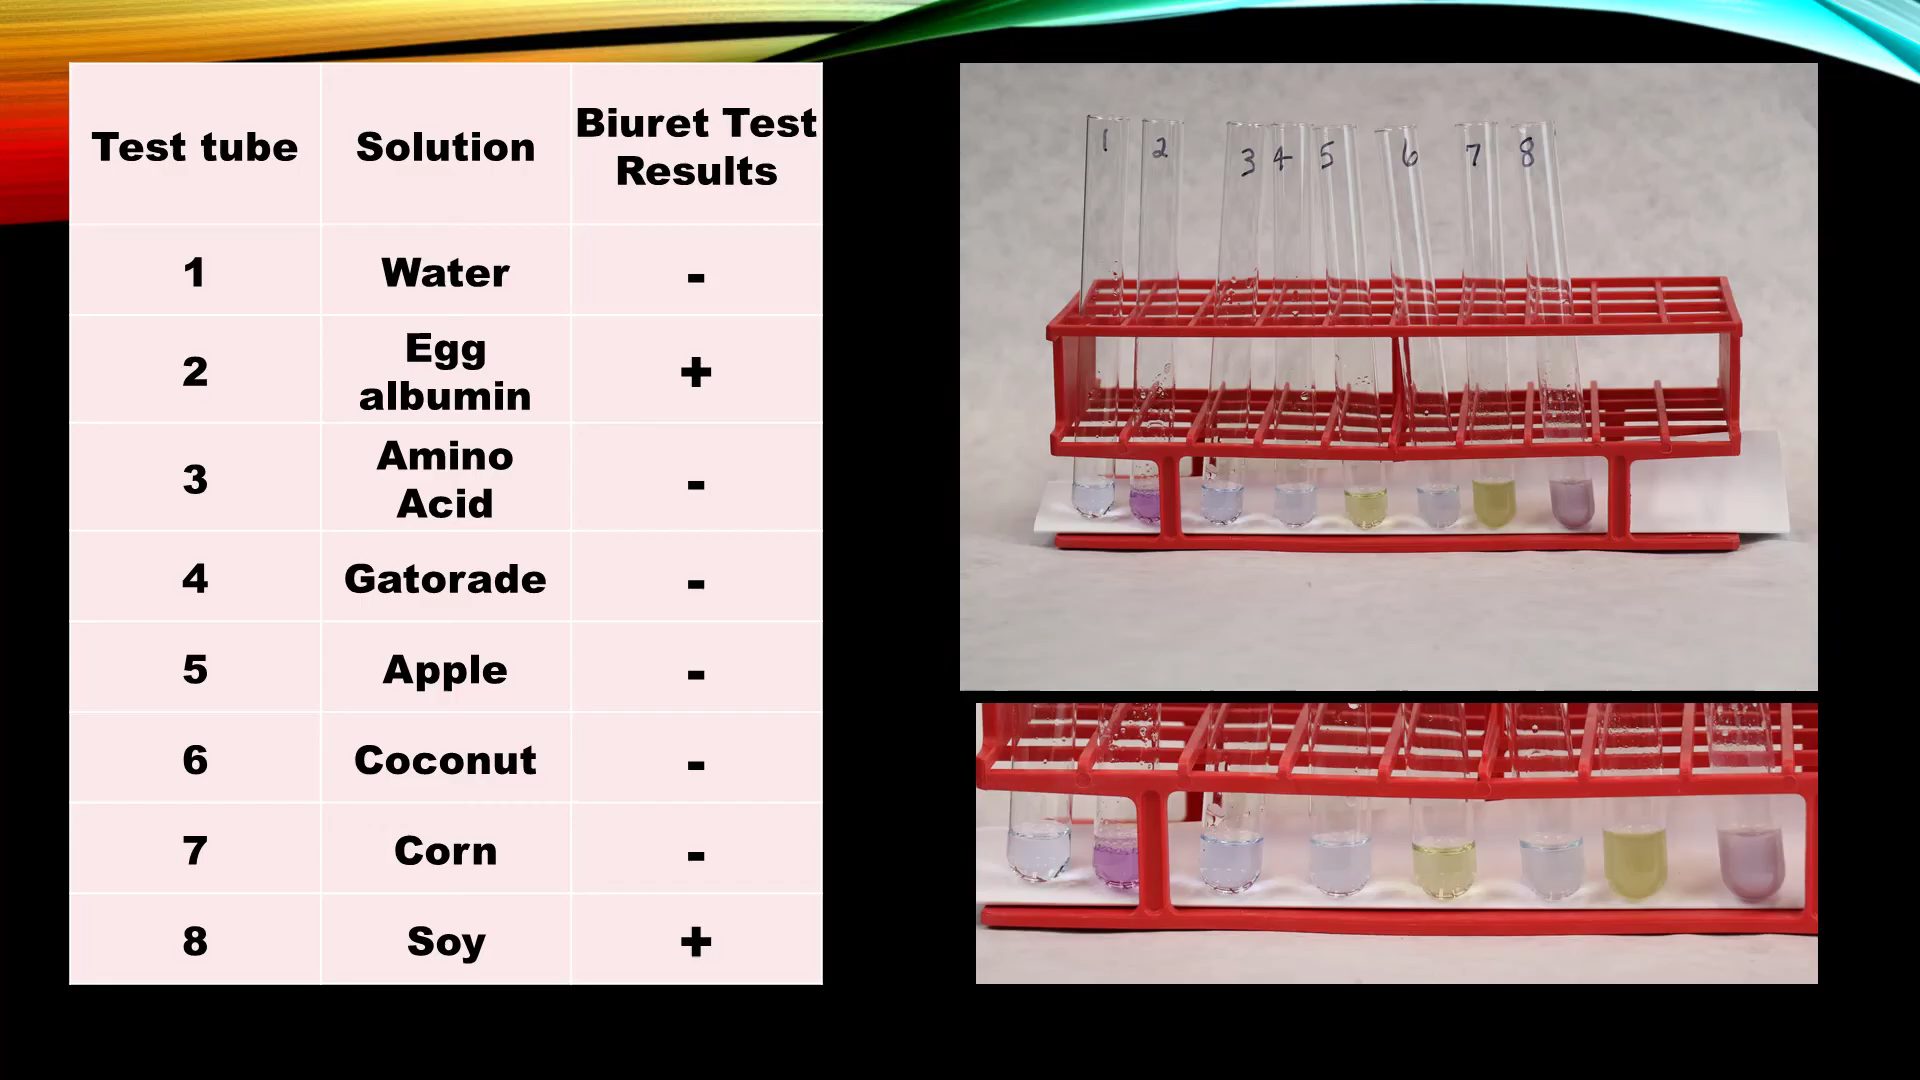 Test tube
Solution
Biuret Test
Results
1
Water
-
2
Egg
albumin
+
3
Amino
Acid
-
4
Gatorade
-
5
Apple
-
6
Coconut
-
7
Corn
-
8
Soy
+
1 2 3 4 5 6 7 8